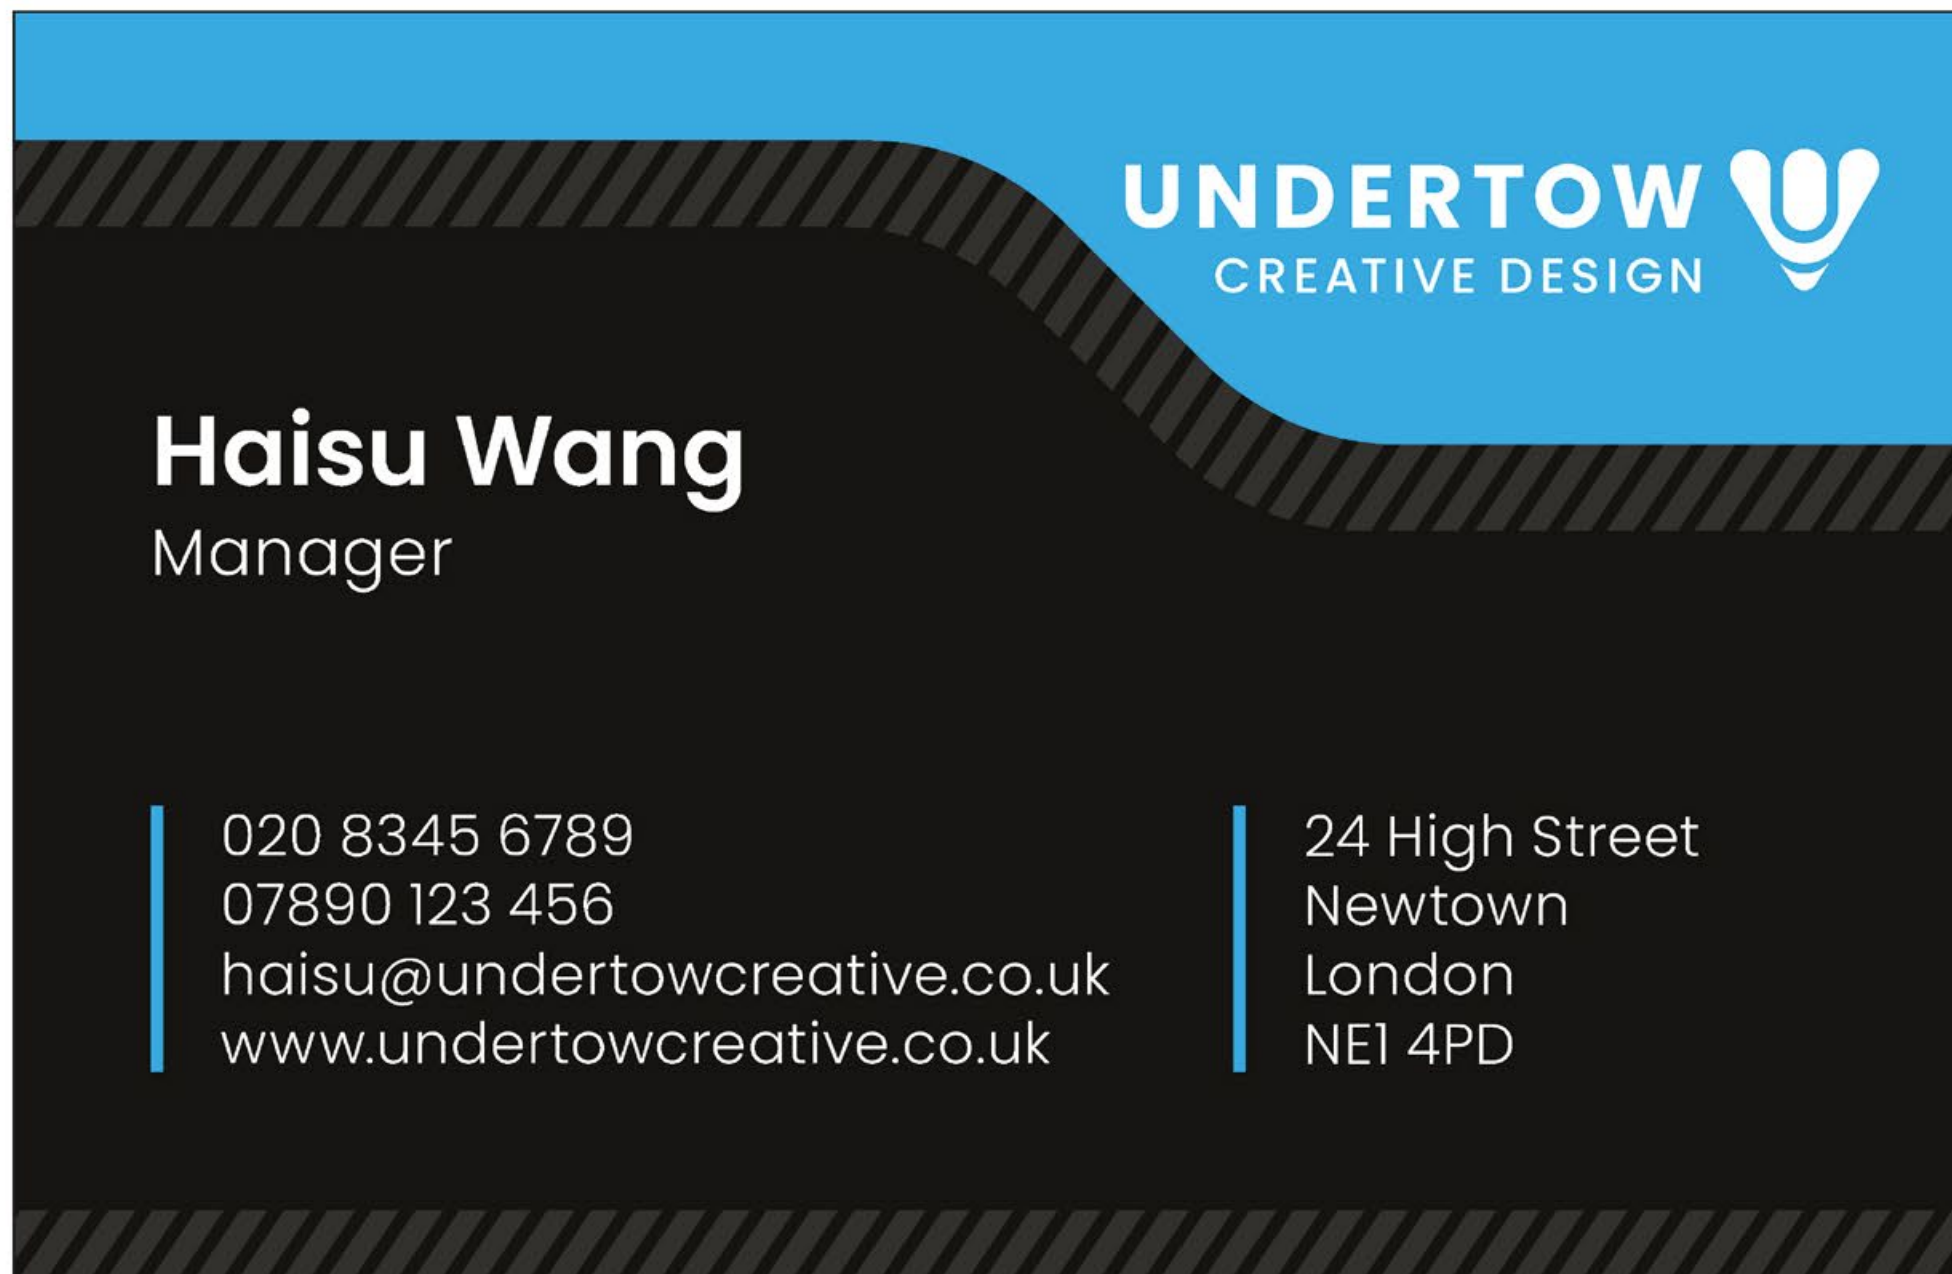 UNDERTOW
CREATIVE DESIGN
Haisu Wang
Manager
020 8345 6789
07890 123 456
haisu@undertowcreative.co.uk
www.undertowcreative.co.uk
24 High Street
Newtown
London
NE1 4PD